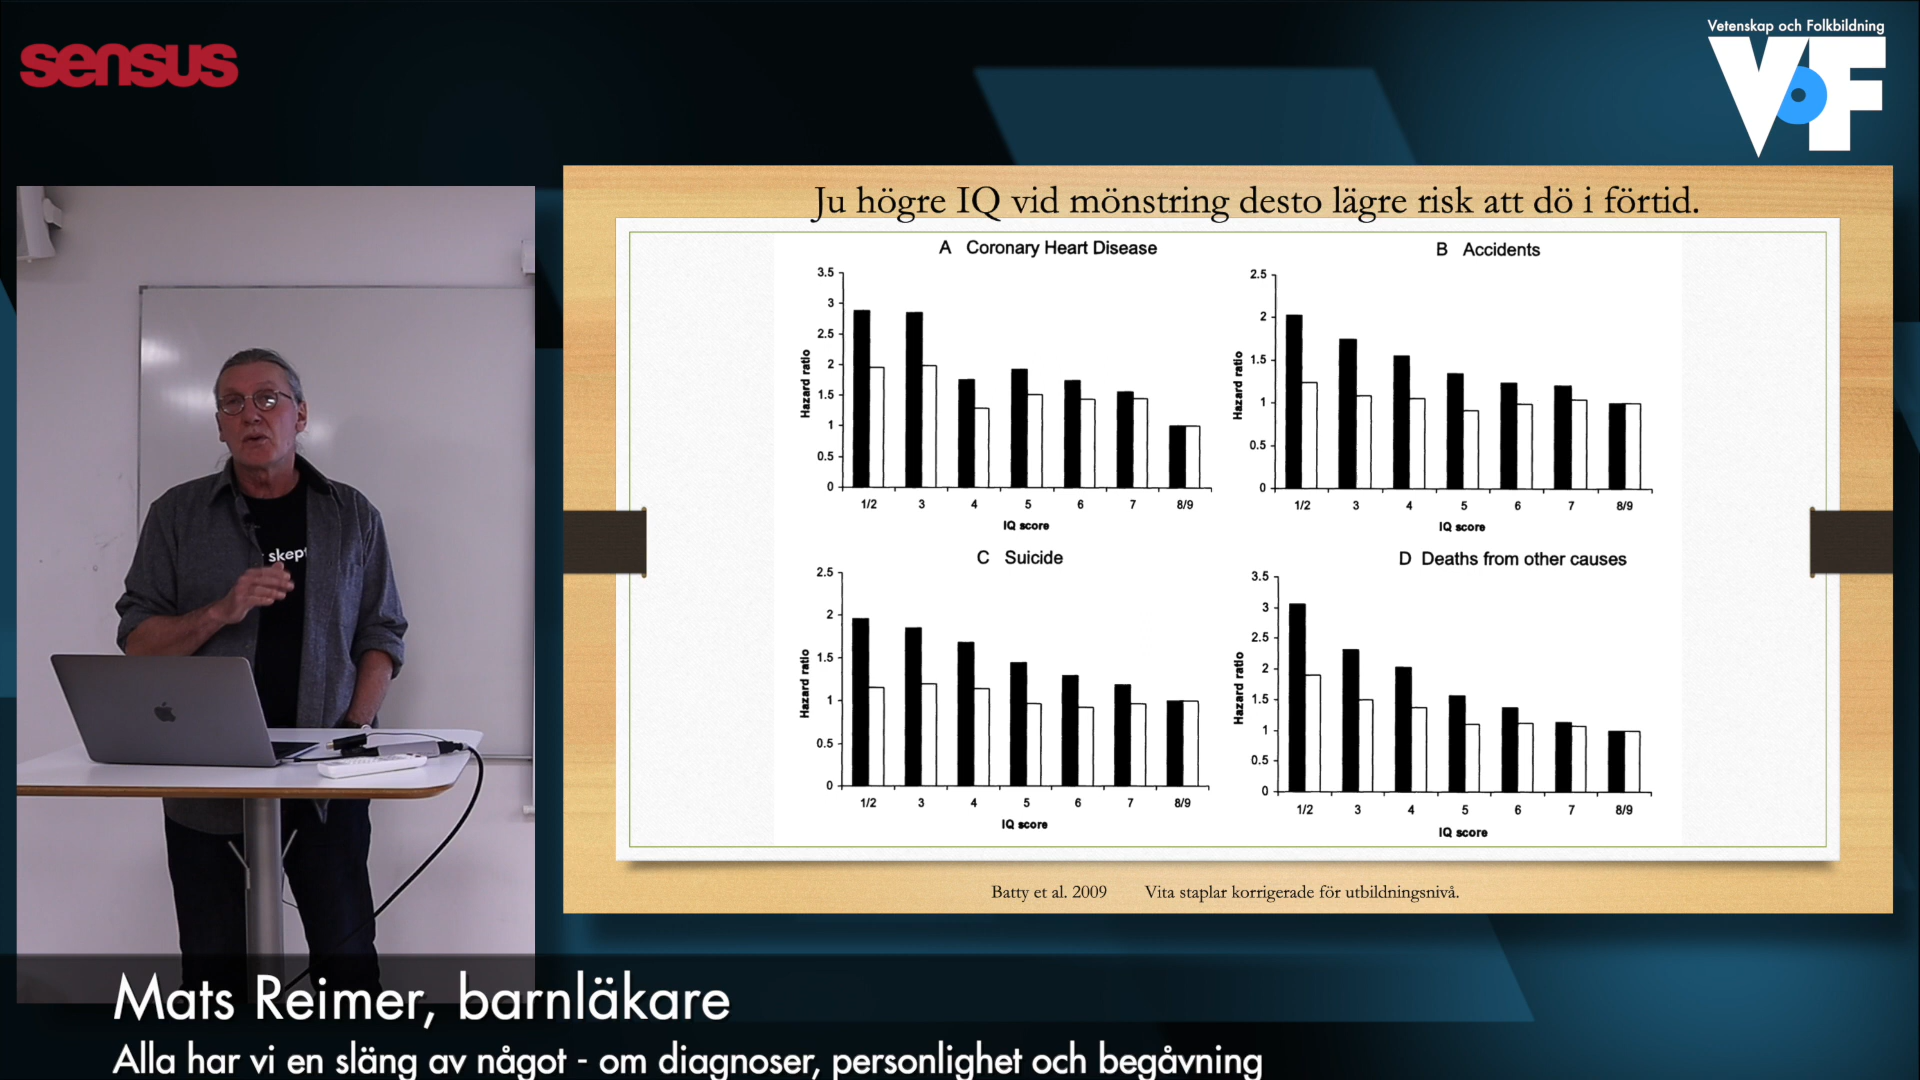 sensus
Vetenskap och Folkbildning
VoF
Ju högre IQ vid mönstring desto lägre risk att dö i förtid.
A Coronary Heart Disease
3.5
3
2.5
2
1.5
1
0.5
0
Hazard ratio
1/2 3 4 5 6 7 8/9
IQ score
B Accidents
2.5
2
1.5
1
0.5
0
Hazard ratio
1/2 3 4 5 6 7 8/9
IQ score
C Suicide
2.5
2
1.5
1
0.5
0
Hazard ratio
1/2 3 4 5 6 7 8/9
IQ score
D Deaths from other causes
3.5
3
2.5
2
1.5
1
0.5
0
Hazard ratio
1/2 3 4 5 6 7 8/9
IQ score
Batty et al. 2009 Vita staplar korrigerade för utbildningsnivå.
skept
Mats Reimer, barnläkare
Alla har vi en släng av något - om diagnoser, personlighet och begåvning